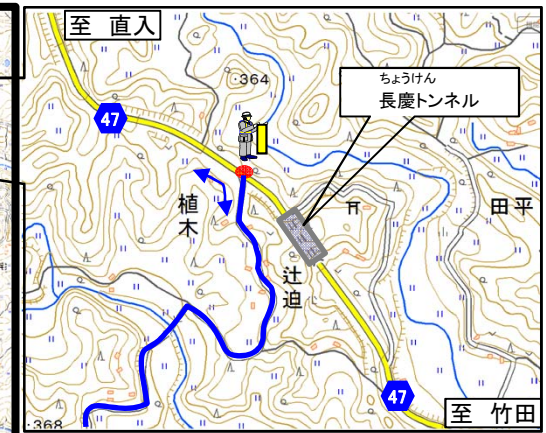 至 直入
・364
ちょうけん
長慶トンネル
47
植木
田平
辻迫
47
至 竹田
・368